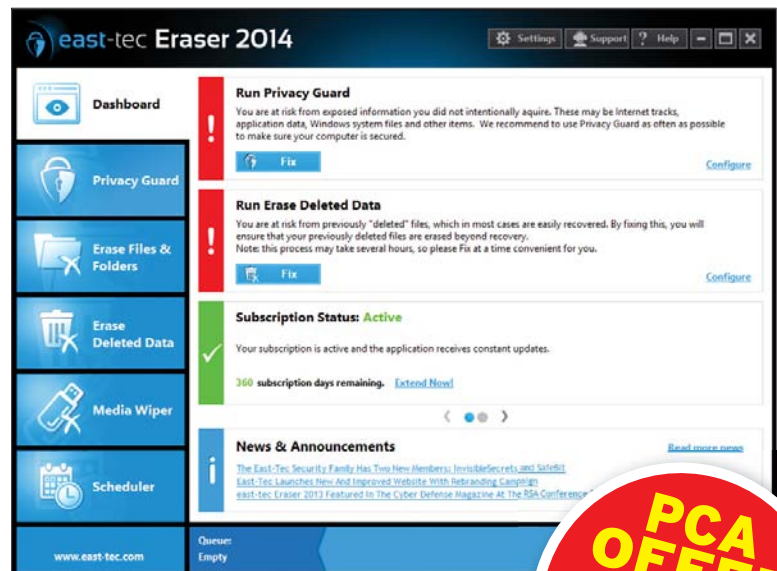 east-tec Eraser 2014
Settings
Support
? Help
Dashboard
Privacy Guard
Erase Files &
Folders
Erase
Deleted Data
Media Wiper
Scheduler
www.east-tec.com
Run Privacy Guard
You are at risk from exposed information you did not intentionally aquire. These may be Internet tracks,
application data, Windows system files and other items. We recommend to use Privacy Guard as often as possible
to make sure your computer is secured.
Fix
Configure
Run Erase Deleted Data
You are at risk from previously "deleted" files, which in most cases are easily recovered. By fixing this, you will
ensure that your previously deleted files are erased beyond recovery.
Note: this process may take several hours, so please Fix at a time convenient for you.
Fix
Configure
Subscription Status: Active
Your subscription is active and the application receives constant updates.
360 subscription days remaining. Extend Now!
News & Announcements
Read more news
The East-Tec Security Family Has Two New Members: InvisibleSecrets and SafeBit
East-Tec Launches New And Improved Website With Rebranding Campaign
east-tec Eraser 2013 Featured In The Cyber Defense Magazine At The RSA Conference
Queue:
Empty
PCA